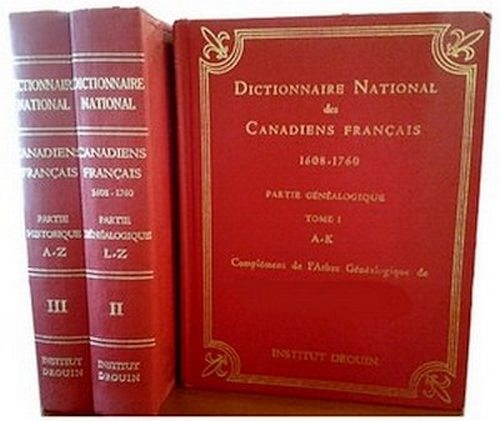 DICTIONNAIRE
NATIONAL
CANADIENS
FRANÇAIS
PARTIE
HISTORIQUE
A-Z
III
INSTITUT
DROUIN
DICTIONNAIRE
NATIONAL
CANADIENS
FRANÇAIS
1608-1760
PARTIE
GÉNÉALOGIQUE
L-Z
II
INSTITUT
DROUIN
DICTIONNAIRE NATIONAL
des
CANADIENS FRANÇAIS
1608-1760
PARTIE GÉNÉALOGIQUE
TOME I
A-K
Complément de l'Arbre Généalogique de
INSTITUT DROUIN